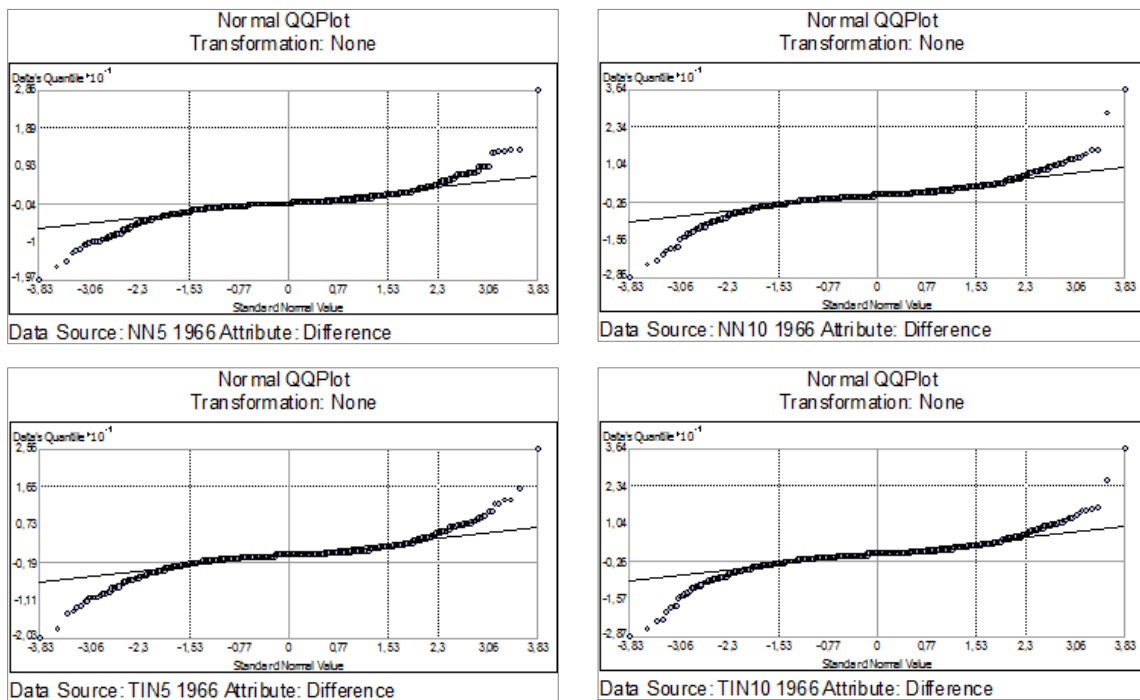 Normal QQPlot
Transformation: None
Data's Quantile*10⁻¹
2,86
1,89
0,93
-0,04
-1
-1,97
-3,83 -3,06 -2,3 -1,53 -0,77 0 0,77 1,53 2,3 3,06 3,83
Standard Normal Value
Data Source: NN5 1966 Attribute: Difference
Normal QQPlot
Transformation: None
Data's Quantile*10⁻¹
3,64
2,34
1,04
-0,26
-1,56
-2,86
-3,83 -3,06 -2,3 -1,53 -0,77 0 0,77 1,53 2,3 3,06 3,83
Standard Normal Value
Data Source: NN10 1966 Attribute: Difference
Normal QQPlot
Transformation: None
Data's Quantile*10⁻¹
2,56
1,65
0,73
-0,19
-1,11
-2,03
-3,83 -3,06 -2,3 -1,53 -0,77 0 0,77 1,53 2,3 3,06 3,83
Standard Normal Value
Data Source: TIN5 1966 Attribute: Difference
Normal QQPlot
Transformation: None
Data's Quantile*10⁻¹
3,64
2,34
1,04
-0,26
-1,57
-2,87
-3,83 -3,06 -2,3 -1,53 -0,77 0 0,77 1,53 2,3 3,06 3,83
Standard Normal Value
Data Source: TIN10 1966 Attribute: Difference